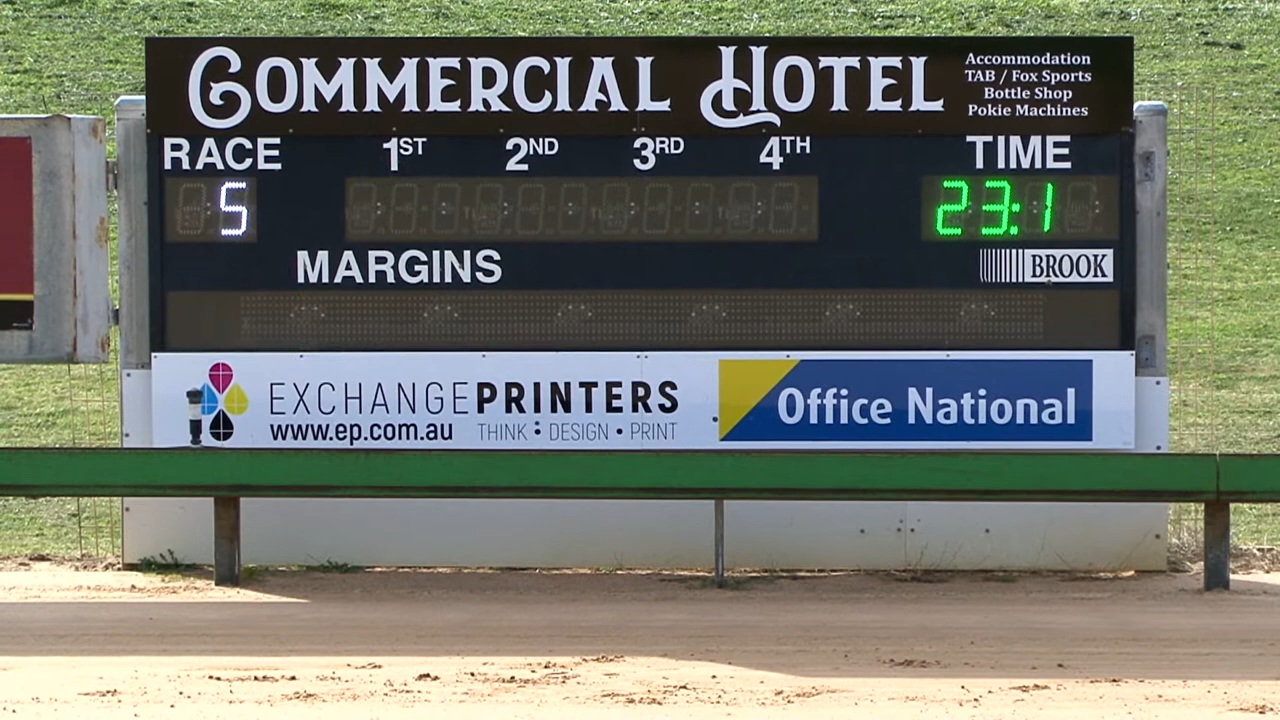 COMMERCIAL HOTEL
Accommodation
TAB / Fox Sports
Bottle Shop
Pokie Machines
RACE 1ST 2ND 3RD 4TH TIME
5 23:1
MARGINS
BROOK
EXCHANGEPRINTERS
www.ep.com.au THINK : DESIGN • PRINT
Office National